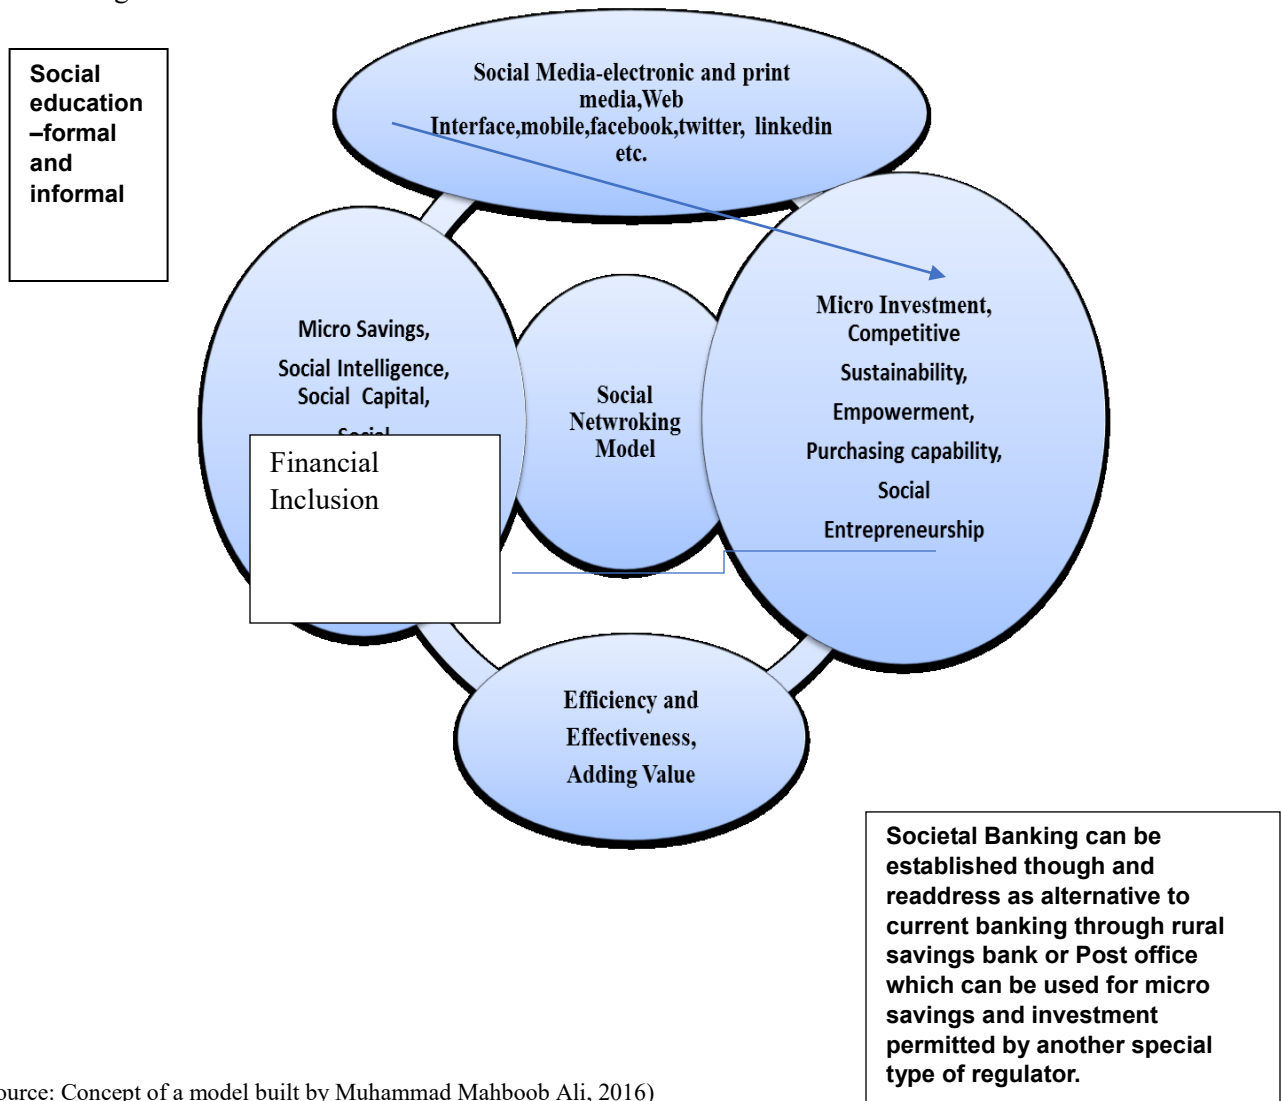 Social
education
–formal
and
informal
Social Media-electronic and print
media,Web
Interface,mobile,facebook,twitter, linkedin
etc.
Micro Savings,
Social Intelligence,
Social Capital,
Social
Financial
Inclusion
Social
Netwroking
Model
Micro Investment,
Competitive
Sustainability,
Empowerment,
Purchasing capability,
Social
Entrepreneurship
Efficiency and
Effectiveness,
Adding Value
Societal Banking can be
established though and
readdress as alternative to
current banking through rural
savings bank or Post office
which can be used for micro
savings and investment
permitted by another special
type of regulator.
ource: Concept of a model built by Muhammad Mahboob Ali, 2016)